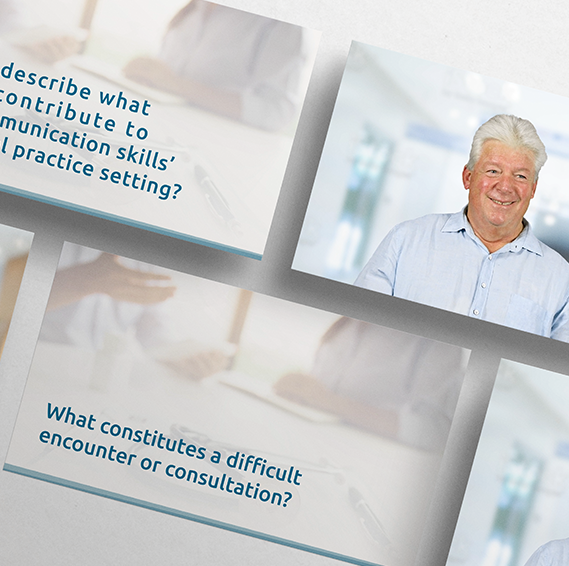 describe what
contribute to
munication skills’
l practice setting?
What constitutes a difficult
encounter or consultation?